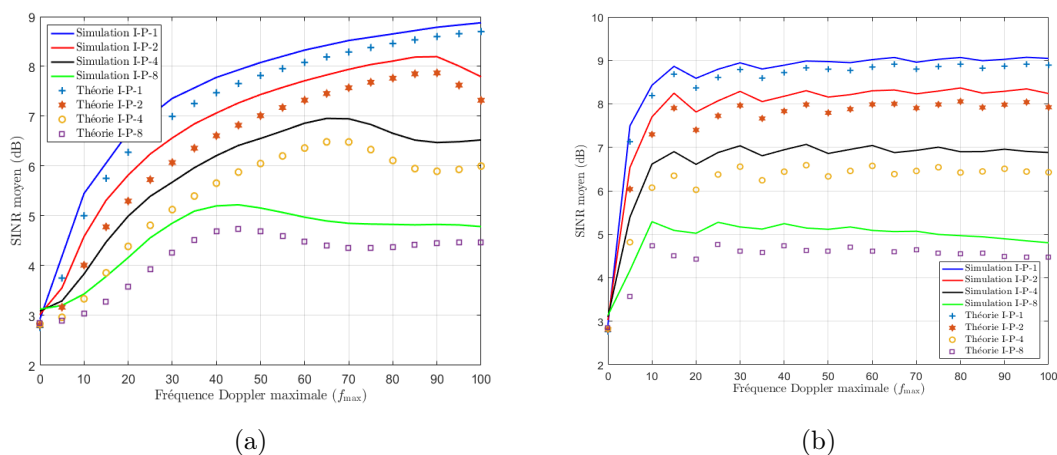 9
8
7
6
5
4
3
2
SINR moyen (dB)
Simulation I-P-1
Simulation I-P-2
Simulation I-P-4
Simulation I-P-8
Théorie I-P-1
Théorie I-P-2
Théorie I-P-4
Théorie I-P-8
0 10 20 30 40 50 60 70 80 90 100
Fréquence Doppler maximale (f_max)
(a)
10
9
8
7
6
5
4
3
2
SINR moyen (dB)
Simulation I-P-1
Simulation I-P-2
Simulation I-P-4
Simulation I-P-8
Théorie I-P-1
Théorie I-P-2
Théorie I-P-4
Théorie I-P-8
0 10 20 30 40 50 60 70 80 90 100
Fréquence Doppler maximale (f_max)
(b)